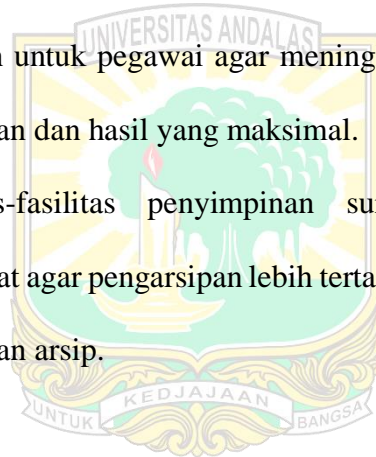 UNIVERSITAS ANDALAS
untuk pegawai agar mening
an dan hasil yang maksimal.
s-fasilitas penyimpinan su
at agar pengarsipan lebih terta
an arsip.
KEDJAJAAN
UNTUK BANGSA